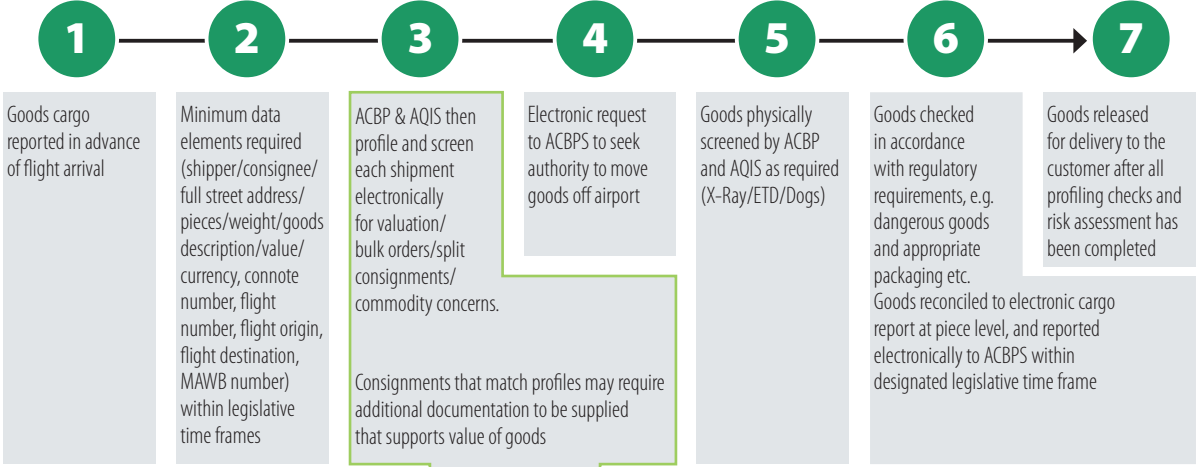 1
2
3
4
5
6
7
Goods cargo
reported in advance
of flight arrival
Minimum data
elements required
(shipper/consignee/
full street address/
pieces/weight/goods
description/value/
currency, connote
number, flight
number, flight origin,
flight destination,
MAWB number)
within legislative
time frames
ACBP & AQIS then
profile and screen
each shipment
electronically
for valuation/
bulk orders/split
consignments/
commodity concerns.
Consignments that match profiles may require
additional documentation to be supplied
that supports value of goods
Electronic request
to ACBPS to seek
authority to move
goods off airport
Goods physically
screened by ACBP
and AQIS as required
(X-Ray/ETD/Dogs)
Goods checked
in accordance
with regulatory
requirements, e.g.
dangerous goods
and appropriate
packaging etc.
Goods reconciled to electronic cargo
report at piece level, and reported
electronically to ACBPS within
designated legislative time frame
Goods released
for delivery to the
customer after all
profiling checks and
risk assessment has
been completed